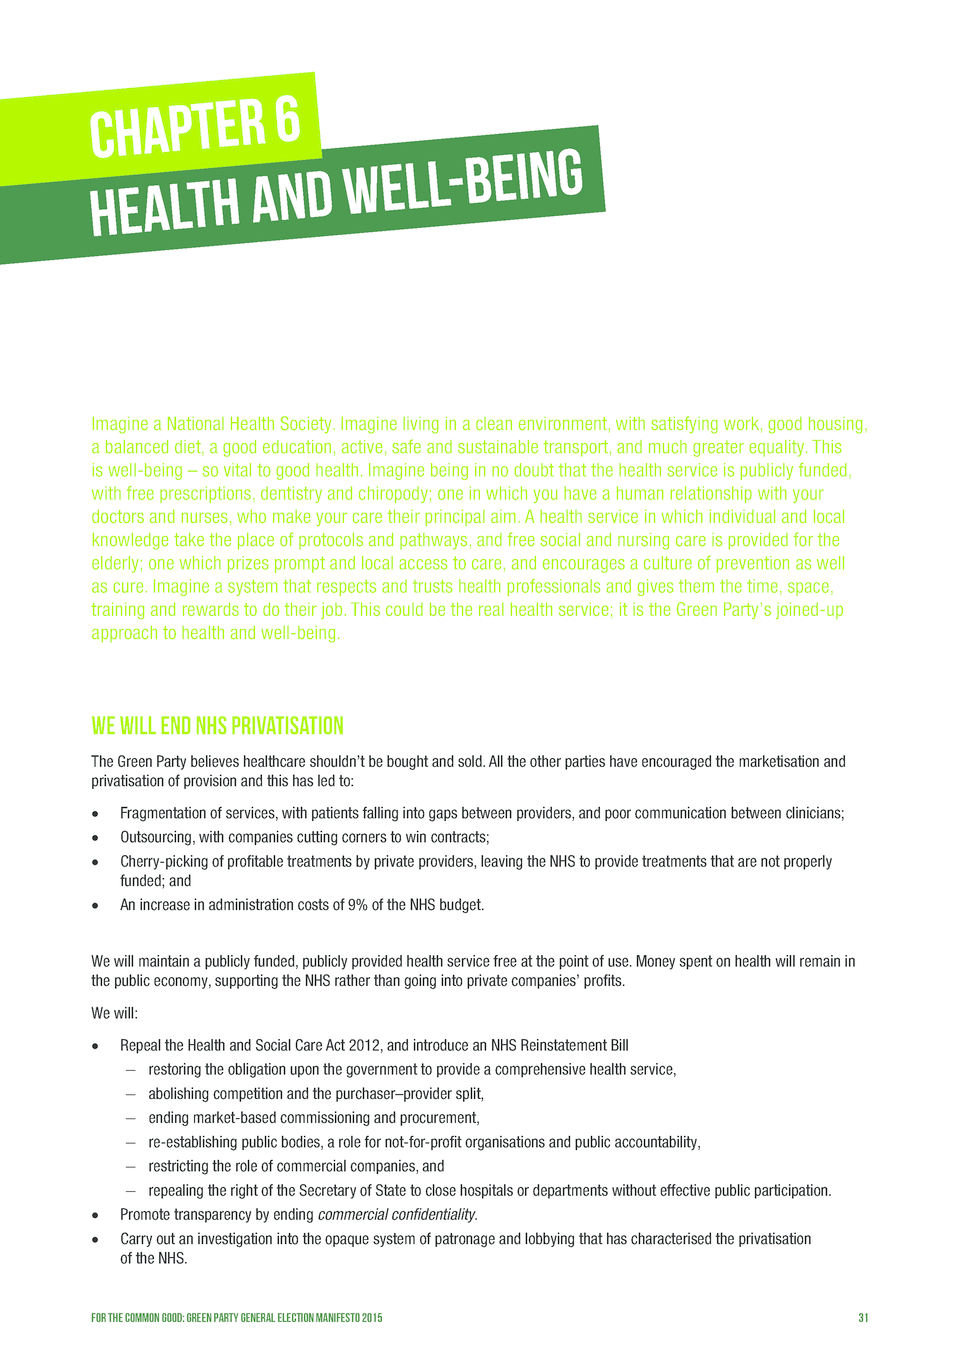 CHAPTER 6
HEALTH AND WELL-BEING
Imagine a National Health Society. Imagine living in a clean environment, with satisfying work, good housing,
a balanced diet, a good education, active, safe and sustainable transport, and much greater equality. This
is well-being – so vital to good health. Imagine being in no doubt that the health service is publicly funded,
with free prescriptions, dentistry and chiropody; one in which you have a human relationship with your
doctors and nurses, who make your care their principal aim. A health service in which individual and local
knowledge take the place of protocols and pathways, and free social and nursing care is provided for the
elderly; one which prizes prompt and local access to care, and encourages a culture of prevention as well
as cure. Imagine a system that respects and trusts health professionals and gives them the time, space,
training and rewards to do their job. This could be the real health service; it is the Green Party’s joined-up
approach to health and well-being.
WE WILL END NHS PRIVATISATION
The Green Party believes healthcare shouldn’t be bought and sold. All the other parties have encouraged the marketisation and
privatisation of provision and this has led to:
• Fragmentation of services, with patients falling into gaps between providers, and poor communication between clinicians;
• Outsourcing, with companies cutting corners to win contracts;
• Cherry-picking of profitable treatments by private providers, leaving the NHS to provide treatments that are not properly
funded; and
• An increase in administration costs of 9% of the NHS budget.
We will maintain a publicly funded, publicly provided health service free at the point of use. Money spent on health will remain in
the public economy, supporting the NHS rather than going into private companies’ profits.
We will:
• Repeal the Health and Social Care Act 2012, and introduce an NHS Reinstatement Bill
– restoring the obligation upon the government to provide a comprehensive health service,
– abolishing competition and the purchaser–provider split,
– ending market-based commissioning and procurement,
– re-establishing public bodies, a role for not-for-profit organisations and public accountability,
– restricting the role of commercial companies, and
– repealing the right of the Secretary of State to close hospitals or departments without effective public participation.
• Promote transparency by ending commercial confidentiality.
• Carry out an investigation into the opaque system of patronage and lobbying that has characterised the privatisation
of the NHS.
FOR THE COMMON GOOD: GREEN PARTY GENERAL ELECTION MANIFESTO 2015 31